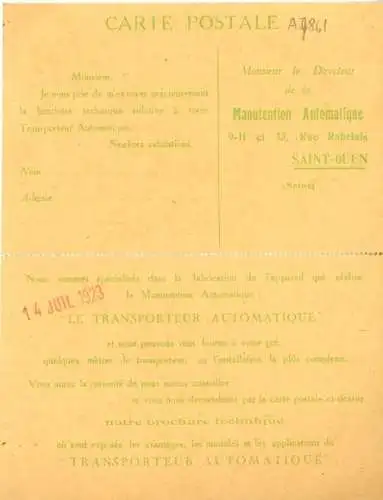 CARTE POSTALE
Monsieur,
Je vous prie de m'envoyer gracieusement
la brochure technique relative à votre
Transporteur Automatique.
Sincères salutations.
Nom
Adresse
Monsieur le Directeur
de la
Manutention Automatique
9-11 et 13, Rue Rabelais
SAINT-OUEN
(Seine)
Nous sommes spécialisés dans la fabrication de l'appareil qui réalise
la Manutention Automatique
14 JUIL 1923
"LE TRANSPORTEUR AUTOMATIQUE"
et nous pouvons vous fournir à votre gré,
quelques mètres de transporteur, ou l'installation la plus complexe.
Vous aurez la curiosité de nous mieux connaître
et vous nous demanderez par la carte postale ci-dessus
notre brochure technique
où sont exposés les avantages, les modèles et les applications du
"TRANSPORTEUR AUTOMATIQUE"